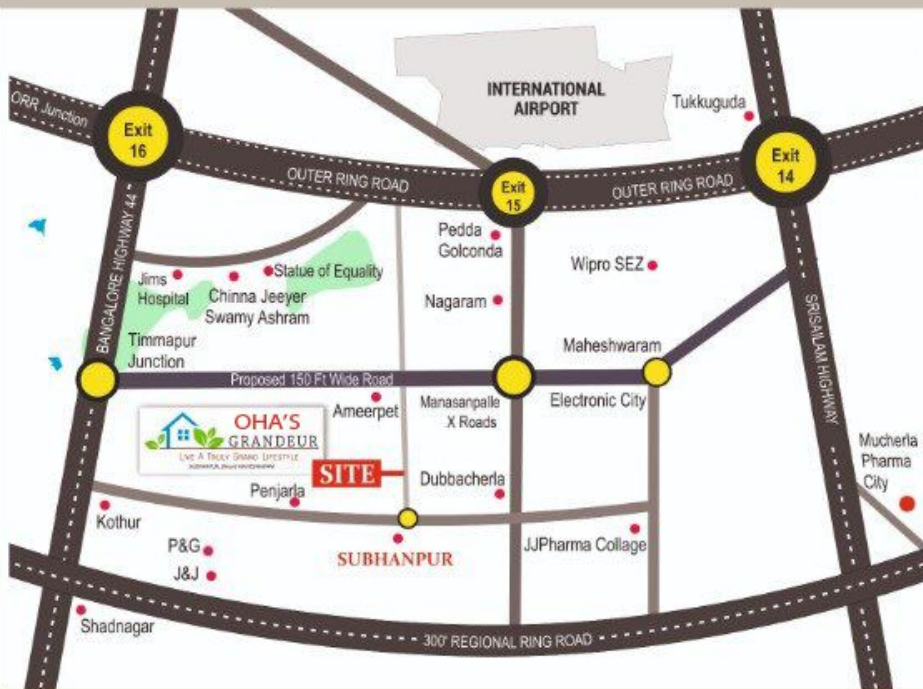 INTERNATIONAL
AIRPORT
Tukkuguda
ORR Junction
Exit
16
OUTER RING ROAD
Exit
15
OUTER RING ROAD
Exit
14
BANGALORE HIGHWAY 44
Pedda
Golconda
Wipro SEZ
Jims
Hospital
Statue of Equality
Chinna Jeeyer
Swamy Ashram
Nagaram
SRISAILAM HIGHWAY
Timmapur
Junction
Maheshwaram
Proposed 150 Ft Wide Road
Ameerpet
Manasanpalle
X Roads
Electronic City
OHA'S
GRANDEUR
LIVE A TRULY GRAND LIFESTYLE
SITE
Mucherla
Pharma
City
Penjarla
Dubbacherla
Kothur
SUBHANPUR
JJPharma Collage
P&G
J&J
Shadnagar
300' REGIONAL RING ROAD